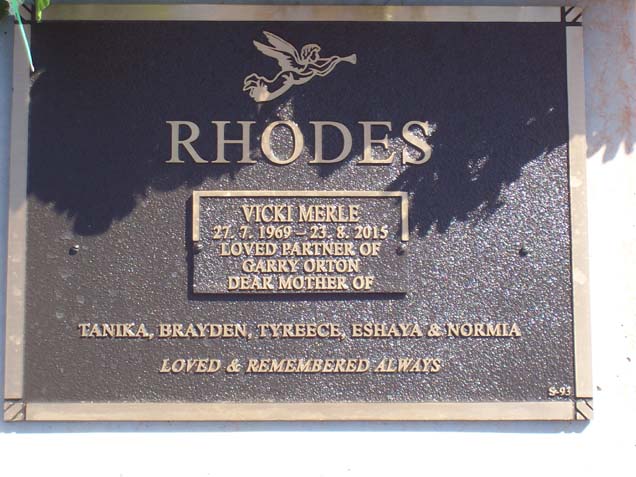 RHODES
VICKI MERLE
27. 7. 1969 – 23. 8. 2015
LOVED PARTNER OF
GARRY ORTON
DEAR MOTHER OF
TANIKA, BRAYDEN, TYREECE, ESHAYA & NORMIA
LOVED & REMEMBERED ALWAYS
S-93